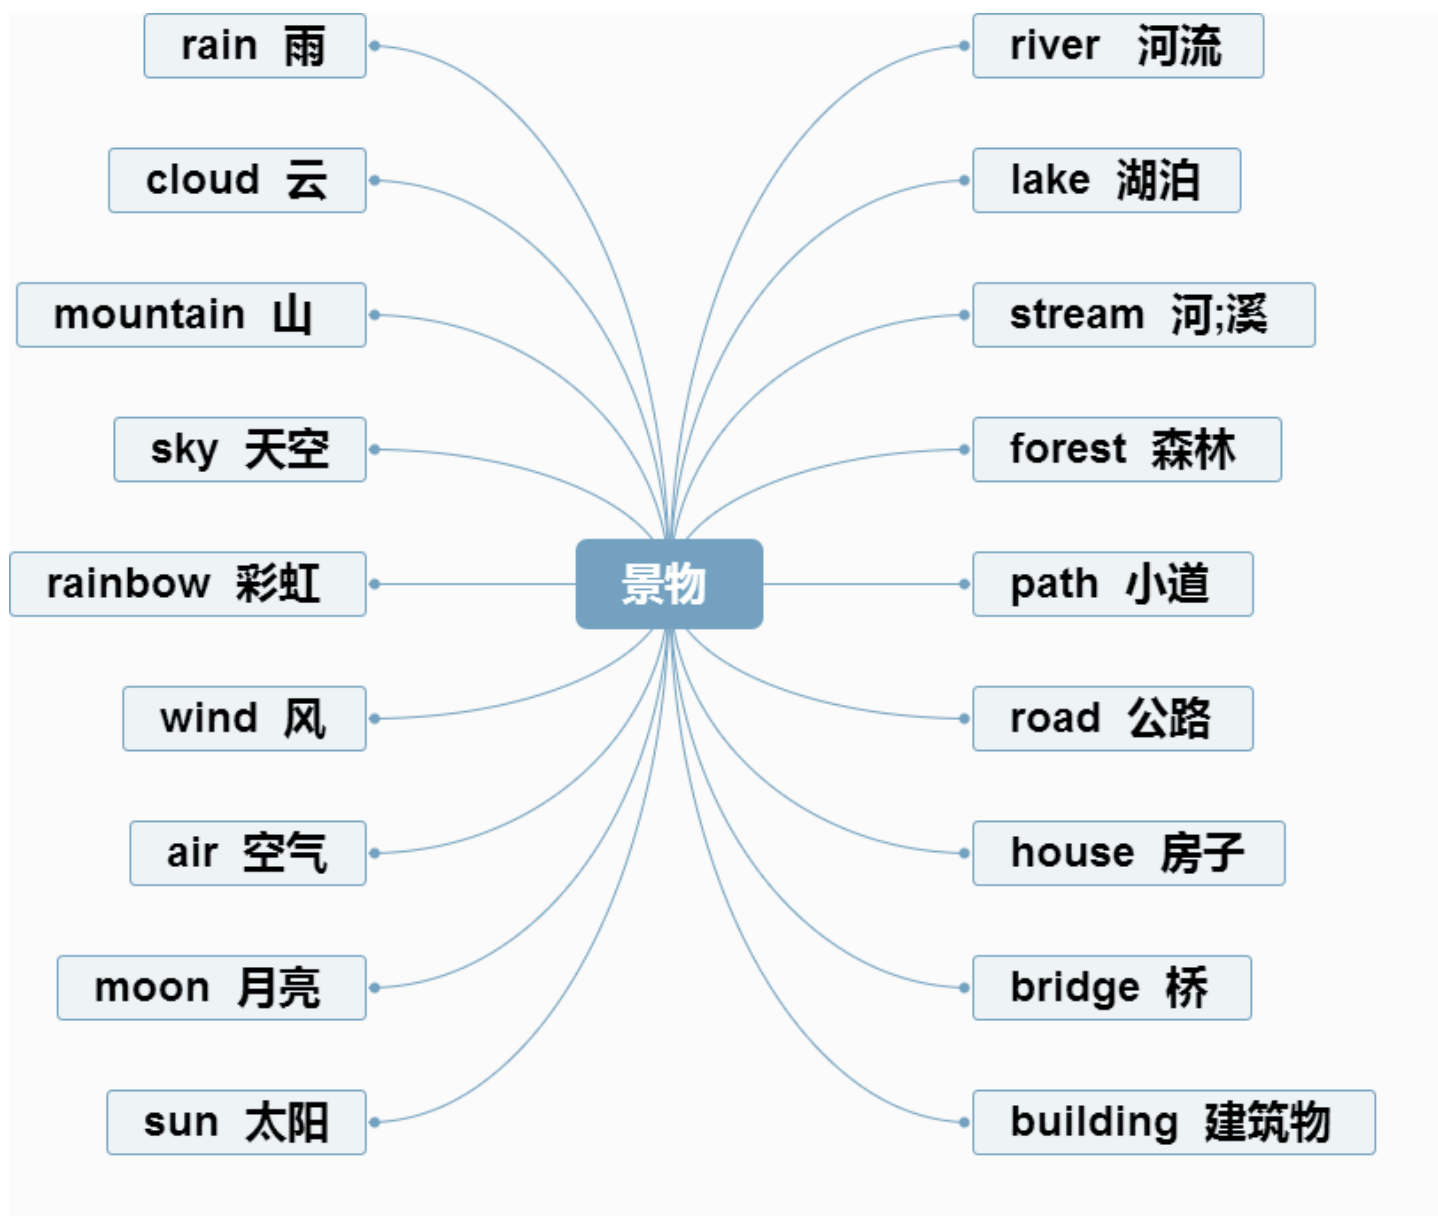 rain 雨
cloud 云
mountain 山
sky 天空
rainbow 彩虹
wind 风
air 空气
moon 月亮
sun 太阳
景物
river 河流
lake 湖泊
stream 河;溪
forest 森林
path 小道
road 公路
house 房子
bridge 桥
building 建筑物